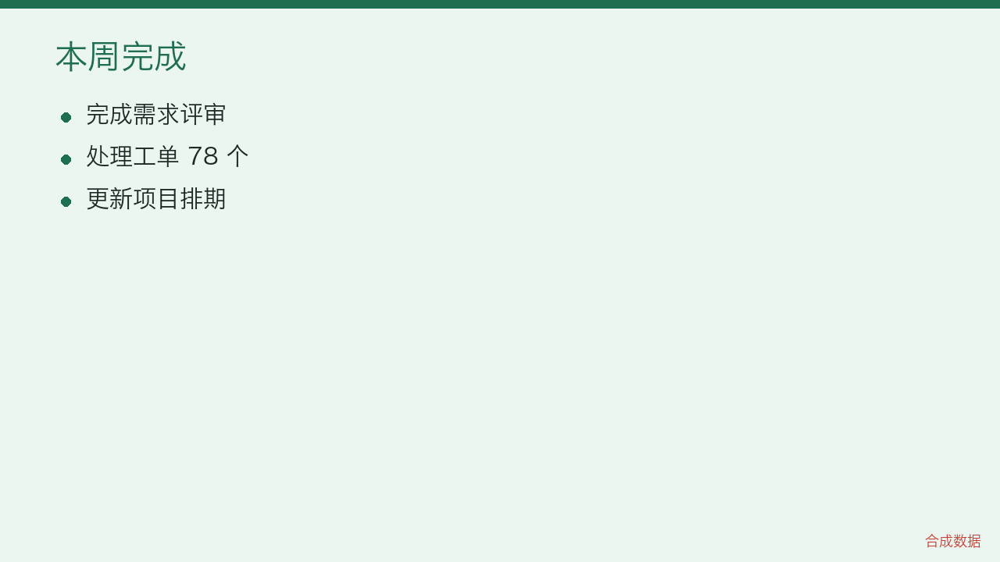 本周完成
完成需求评审
处理工单 78 个
更新项目排期
合成数据